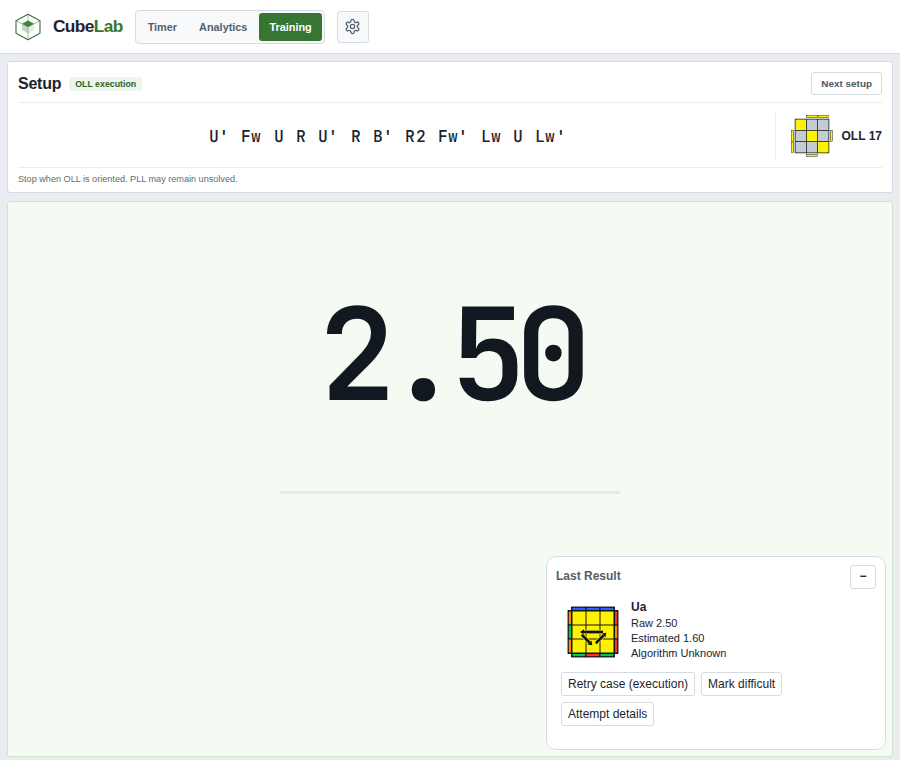 CubeLab
Timer Analytics Training
Setup OLL execution
Next setup
U' Fw U R U' R B' R2 Fw' Lw U Lw'
OLL 17
Stop when OLL is oriented. PLL may remain unsolved.
2.50
Last Result
−
Ua
Raw 2.50
Estimated 1.60
Algorithm Unknown
Retry case (execution) Mark difficult
Attempt details